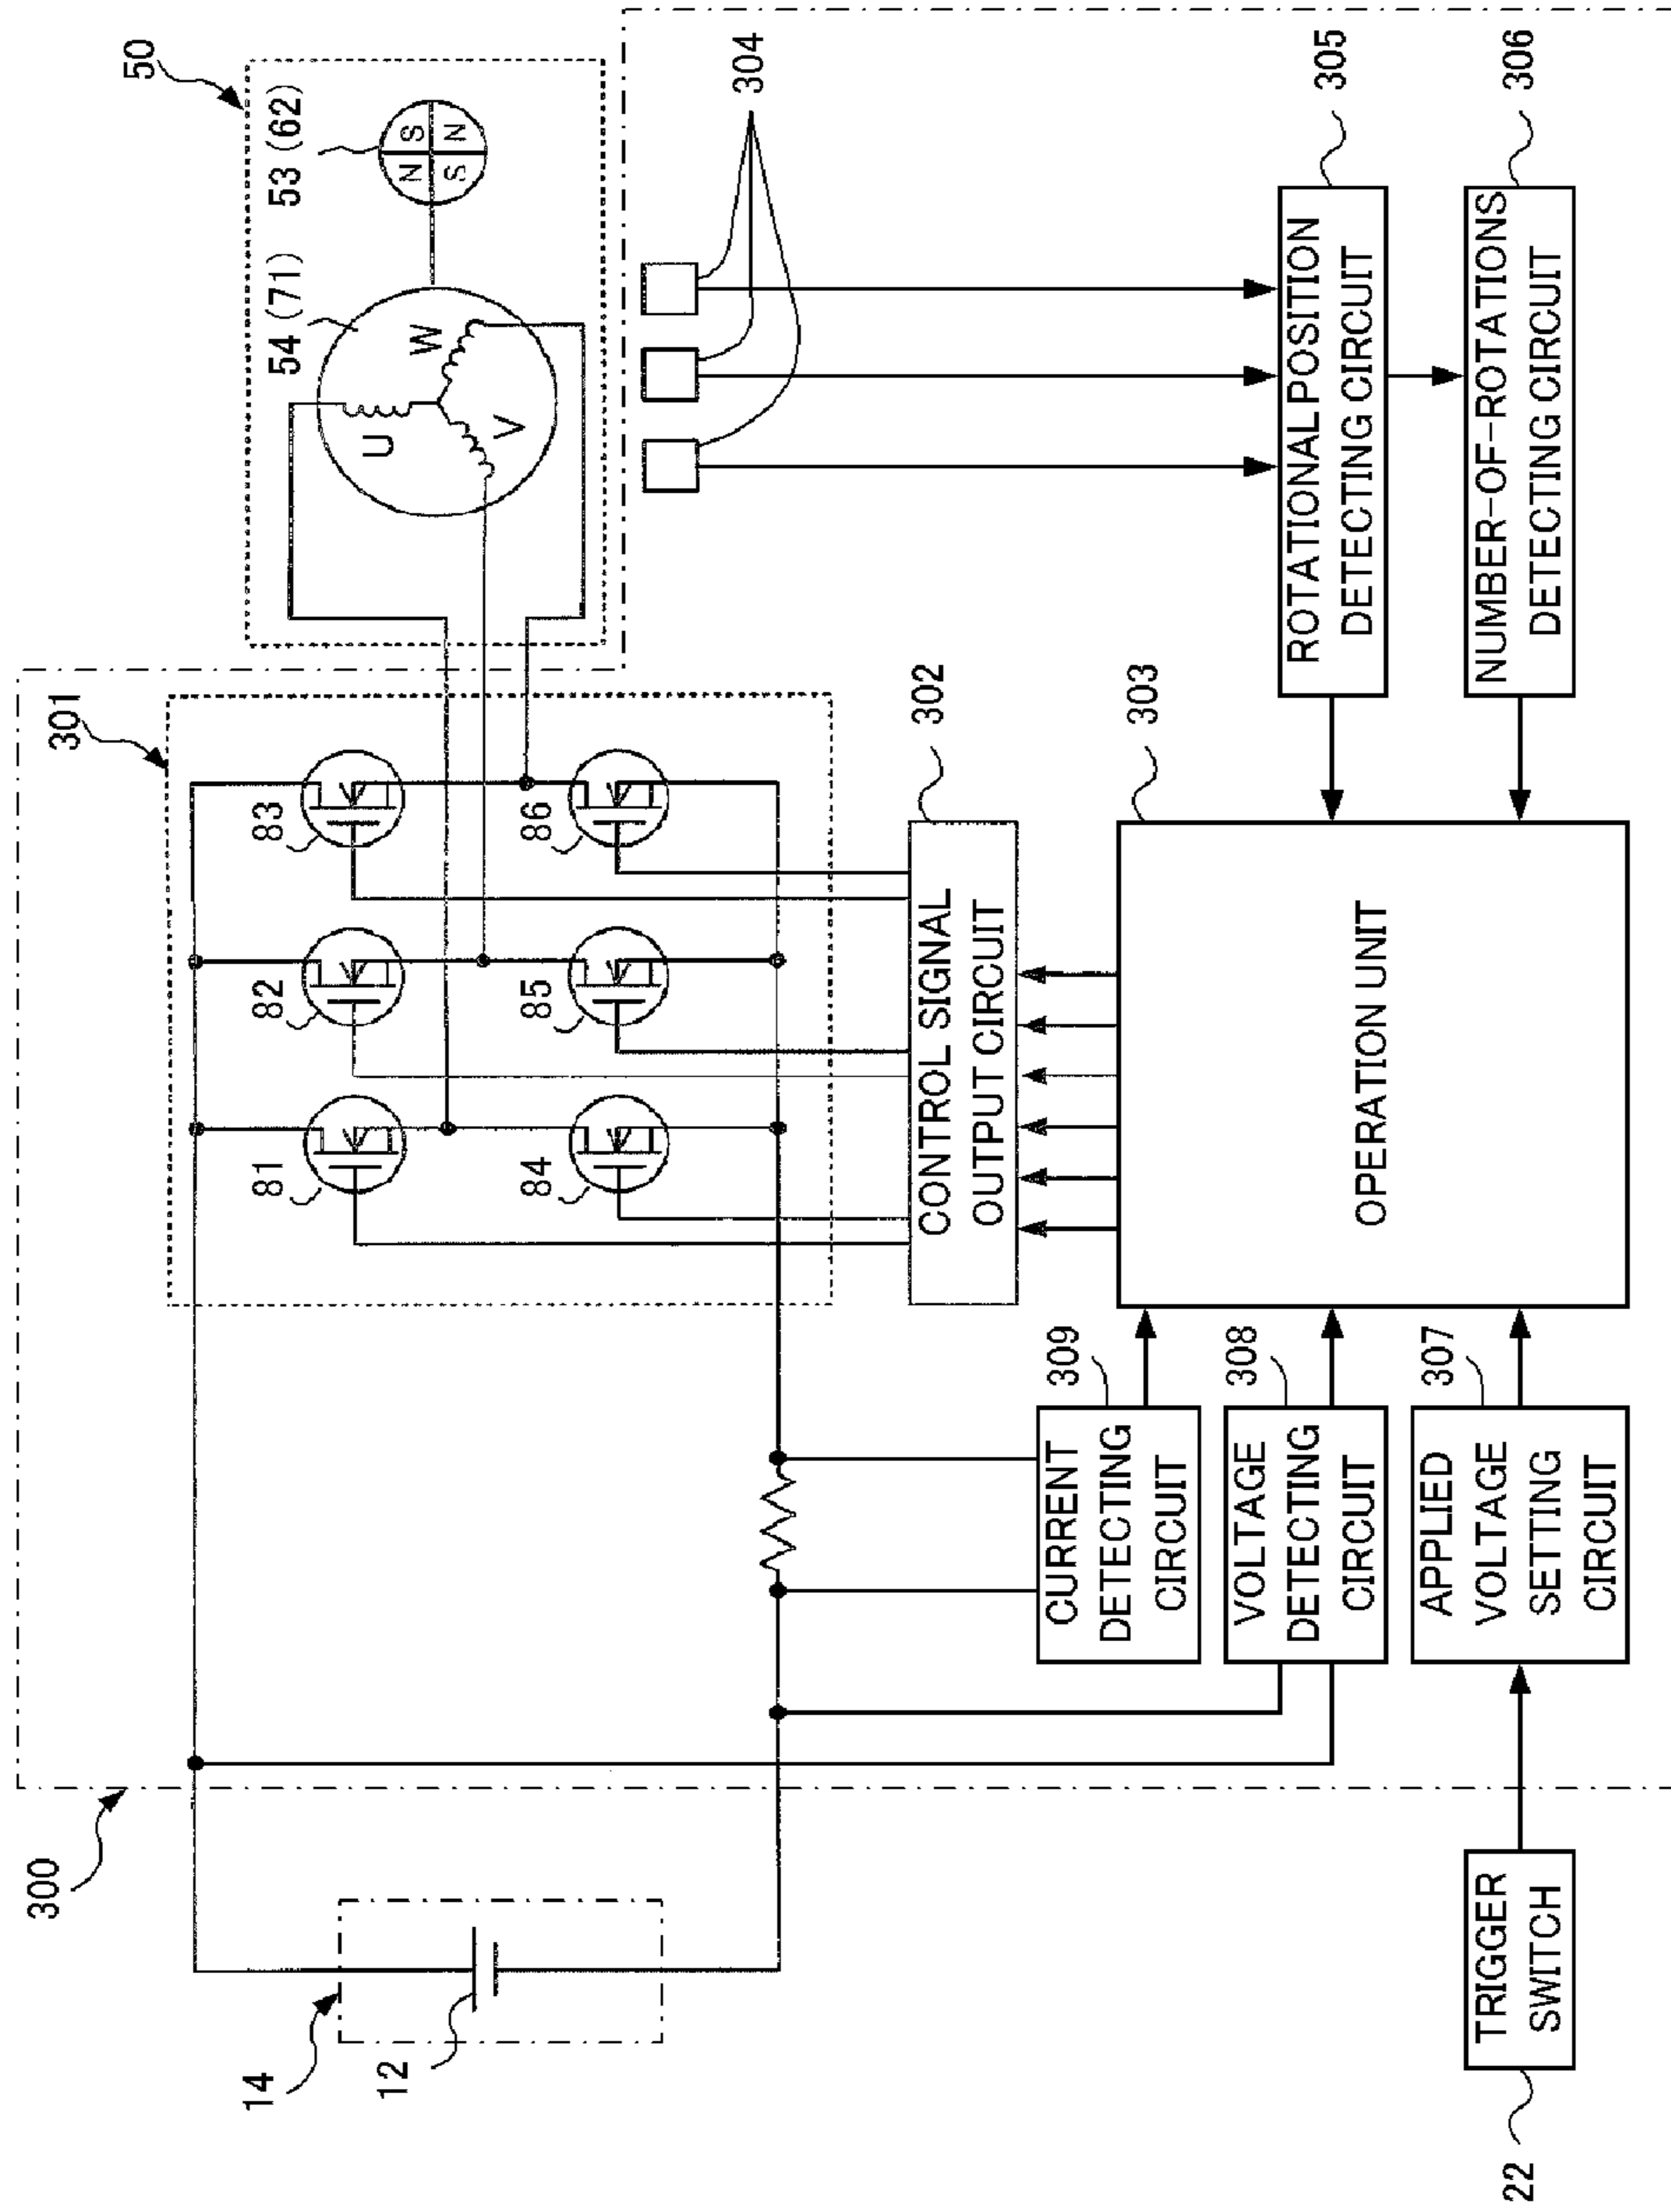 300
301
50
14
12
81
82
83
84
85
86
54 (71)
53 (62)
U
V
W
N
S
S
N
304
302
CONTROL SIGNAL
OUTPUT CIRCUIT
303
OPERATION UNIT
309
CURRENT
DETECTING
CIRCUIT
308
VOLTAGE
DETECTING
CIRCUIT
307
APPLIED
VOLTAGE
SETTING
CIRCUIT
305
ROTATIONAL POSITION
DETECTING CIRCUIT
306
NUMBER-OF-ROTATIONS
DETECTING CIRCUIT
TRIGGER
SWITCH
22